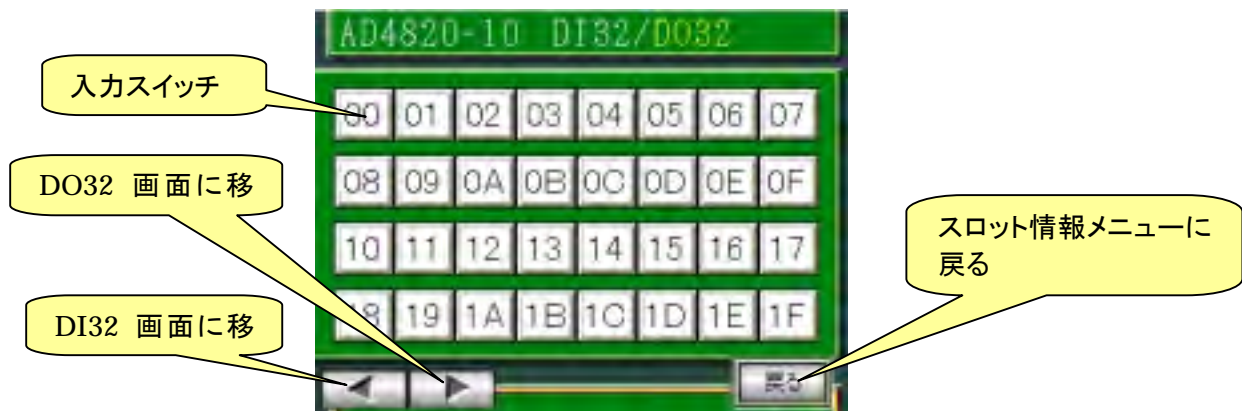 AD4820-10 DI32/DO32
入力スイッチ
00 01 02 03 04 05 06 07
DO32 画面に移
08 09 0A 0B 0C 0D 0E 0F
スロット情報メニューに
戻る
10 11 12 13 14 15 16 17
DI32 画面に移
18 19 1A 1B 1C 1D 1E 1F
◀ ▶ 戻る